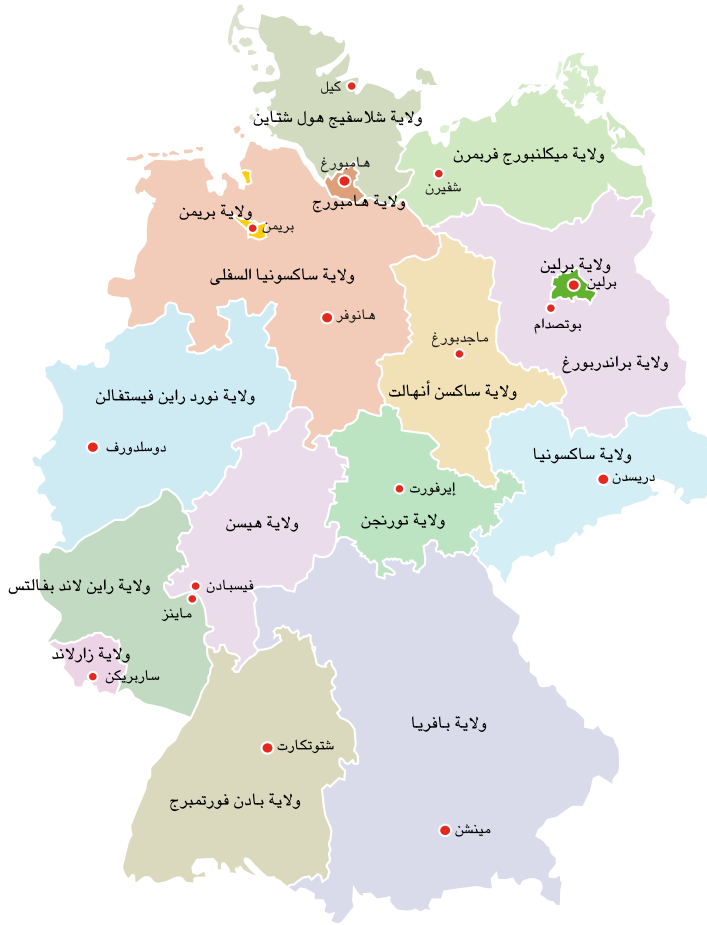 كيل
ولاية شلاسفيج هول شتاين
هامبورغ
ولاية ميكلنبورج فربمرن
شفيرن
ولاية هامبورج
ولاية بريمن
بريمن
ولاية برلين
برلين
ولاية ساكسونيا السفلى
هانوفر
بوتصدام
ماجدبورغ
ولاية براندربورغ
ولاية ساكسن أنهالت
ولاية نورد راين فيستفالن
دوسلدورف
ولاية ساكسونيا
دريسدن
إيرفورت
ولاية تورنجن
ولاية هيسن
ولاية راين لاند بفالتس
فيسبادن
ماينز
ولاية زارلاند
ساربريكن
ولاية بافريا
شتوتكارت
ولاية بادن فورتمبرج
مينشن